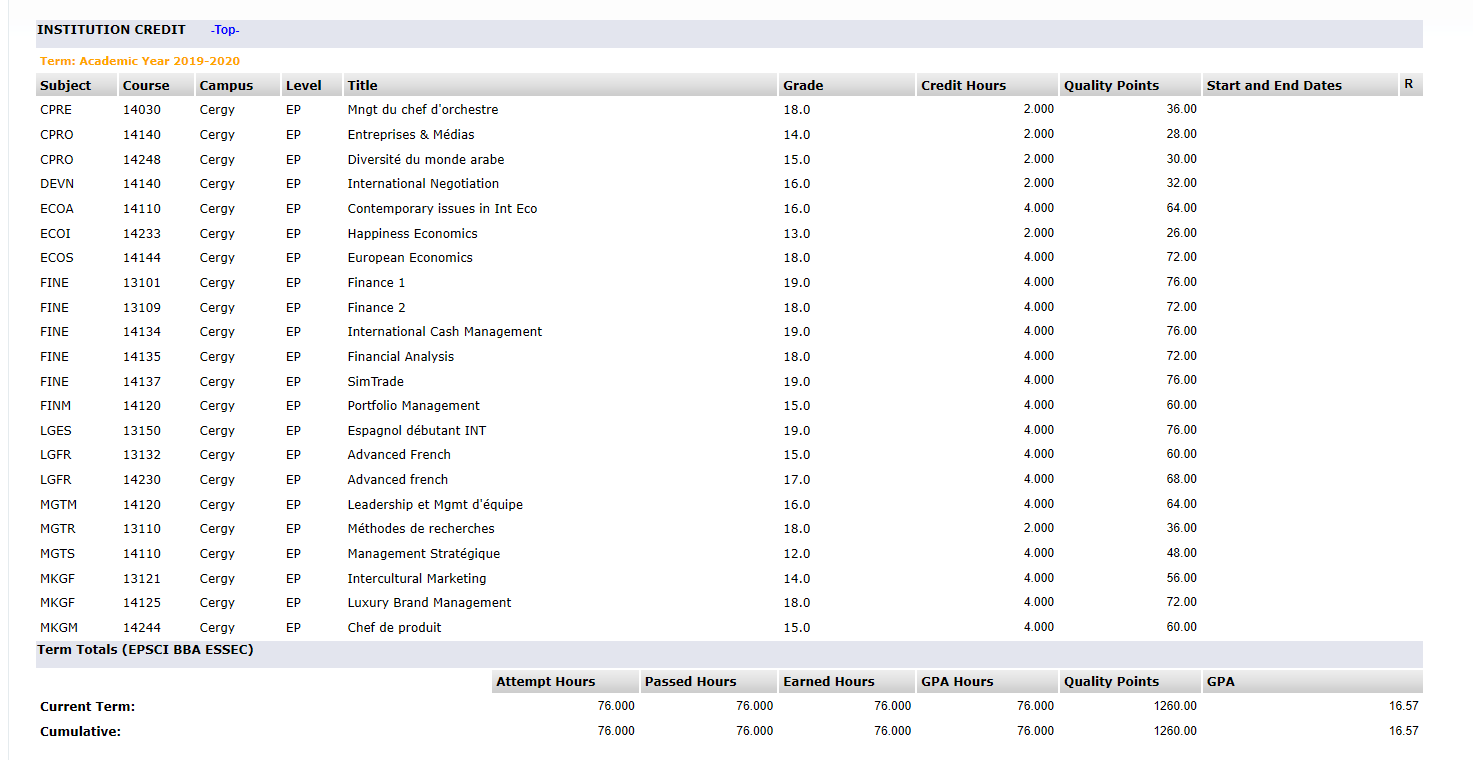 INSTITUTION CREDIT -Top-
Term: Academic Year 2019-2020
Subject Course Campus Level Title Grade Credit Hours Quality Points Start and End Dates R
CPRE 14030 Cergy EP Mngt du chef d'orchestre 18.0 2.000 36.00
CPRO 14140 Cergy EP Entreprises & Médias 14.0 2.000 28.00
CPRO 14248 Cergy EP Diversité du monde arabe 15.0 2.000 30.00
DEVN 14140 Cergy EP International Negotiation 16.0 2.000 32.00
ECOA 14110 Cergy EP Contemporary issues in Int Eco 16.0 4.000 64.00
ECOI 14233 Cergy EP Happiness Economics 13.0 2.000 26.00
ECOS 14144 Cergy EP European Economics 18.0 4.000 72.00
FINE 13101 Cergy EP Finance 1 19.0 4.000 76.00
FINE 13109 Cergy EP Finance 2 18.0 4.000 72.00
FINE 14134 Cergy EP International Cash Management 19.0 4.000 76.00
FINE 14135 Cergy EP Financial Analysis 18.0 4.000 72.00
FINE 14137 Cergy EP SimTrade 19.0 4.000 76.00
FINM 14120 Cergy EP Portfolio Management 15.0 4.000 60.00
LGES 13150 Cergy EP Espagnol débutant INT 19.0 4.000 76.00
LGFR 13132 Cergy EP Advanced French 15.0 4.000 60.00
LGFR 14230 Cergy EP Advanced french 17.0 4.000 68.00
MGTM 14120 Cergy EP Leadership et Mgmt d'équipe 16.0 4.000 64.00
MGTR 13110 Cergy EP Méthodes de recherches 18.0 2.000 36.00
MGTS 14110 Cergy EP Management Stratégique 12.0 4.000 48.00
MKGF 13121 Cergy EP Intercultural Marketing 14.0 4.000 56.00
MKGF 14125 Cergy EP Luxury Brand Management 18.0 4.000 72.00
MKGM 14244 Cergy EP Chef de produit 15.0 4.000 60.00
Term Totals (EPSCI BBA ESSEC)
Attempt Hours Passed Hours Earned Hours GPA Hours Quality Points GPA
Current Term: 76.000 76.000 76.000 76.000 1260.00 16.57
Cumulative: 76.000 76.000 76.000 76.000 1260.00 16.57